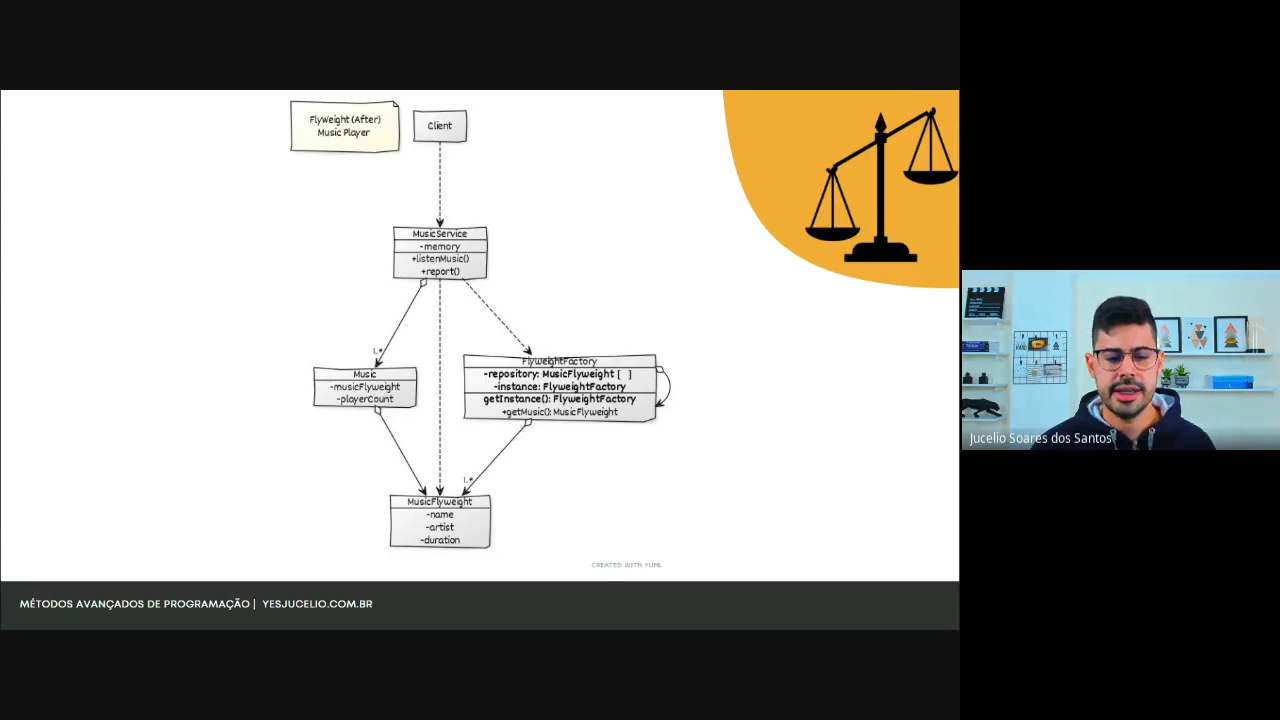 FlyWeight (After)
Music Player
Client
MusicService
-memory
+listenMusic()
+report()
1..*
Music
-musicFlyweight
-playerCount
FlyweightFactory
-repository: MusicFlyweight [ ]
-instance: FlyweightFactory
getInstance(): FlyweightFactory
+getMusic(): MusicFlyweight
1..*
MusicFlyweight
-name
-artist
-duration
CREATED WITH YUML
MÉTODOS AVANÇADOS DE PROGRAMAÇÃO | YESJUCELIO.COM.BR
Jucelio Soares dos Santos